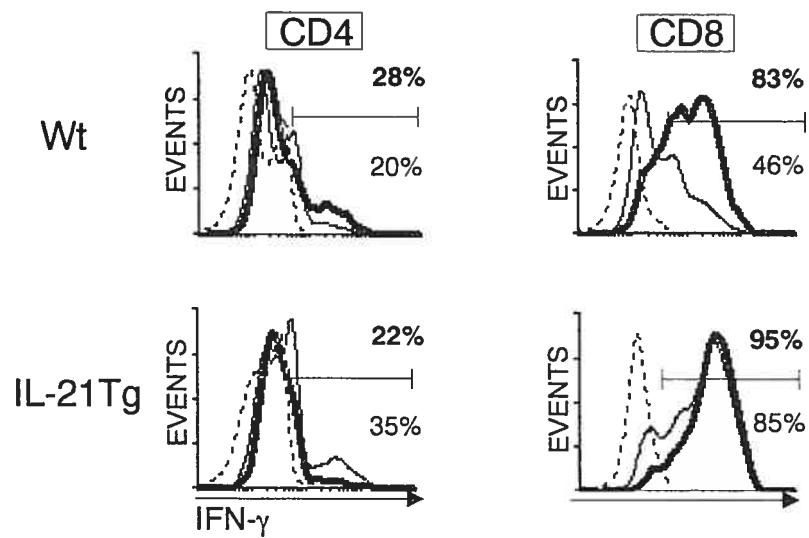 CD4
CD8
Wt
EVENTS
28%
20%
EVENTS
83%
46%
IL-21Tg
EVENTS
22%
35%
EVENTS
95%
85%
IFN-γ